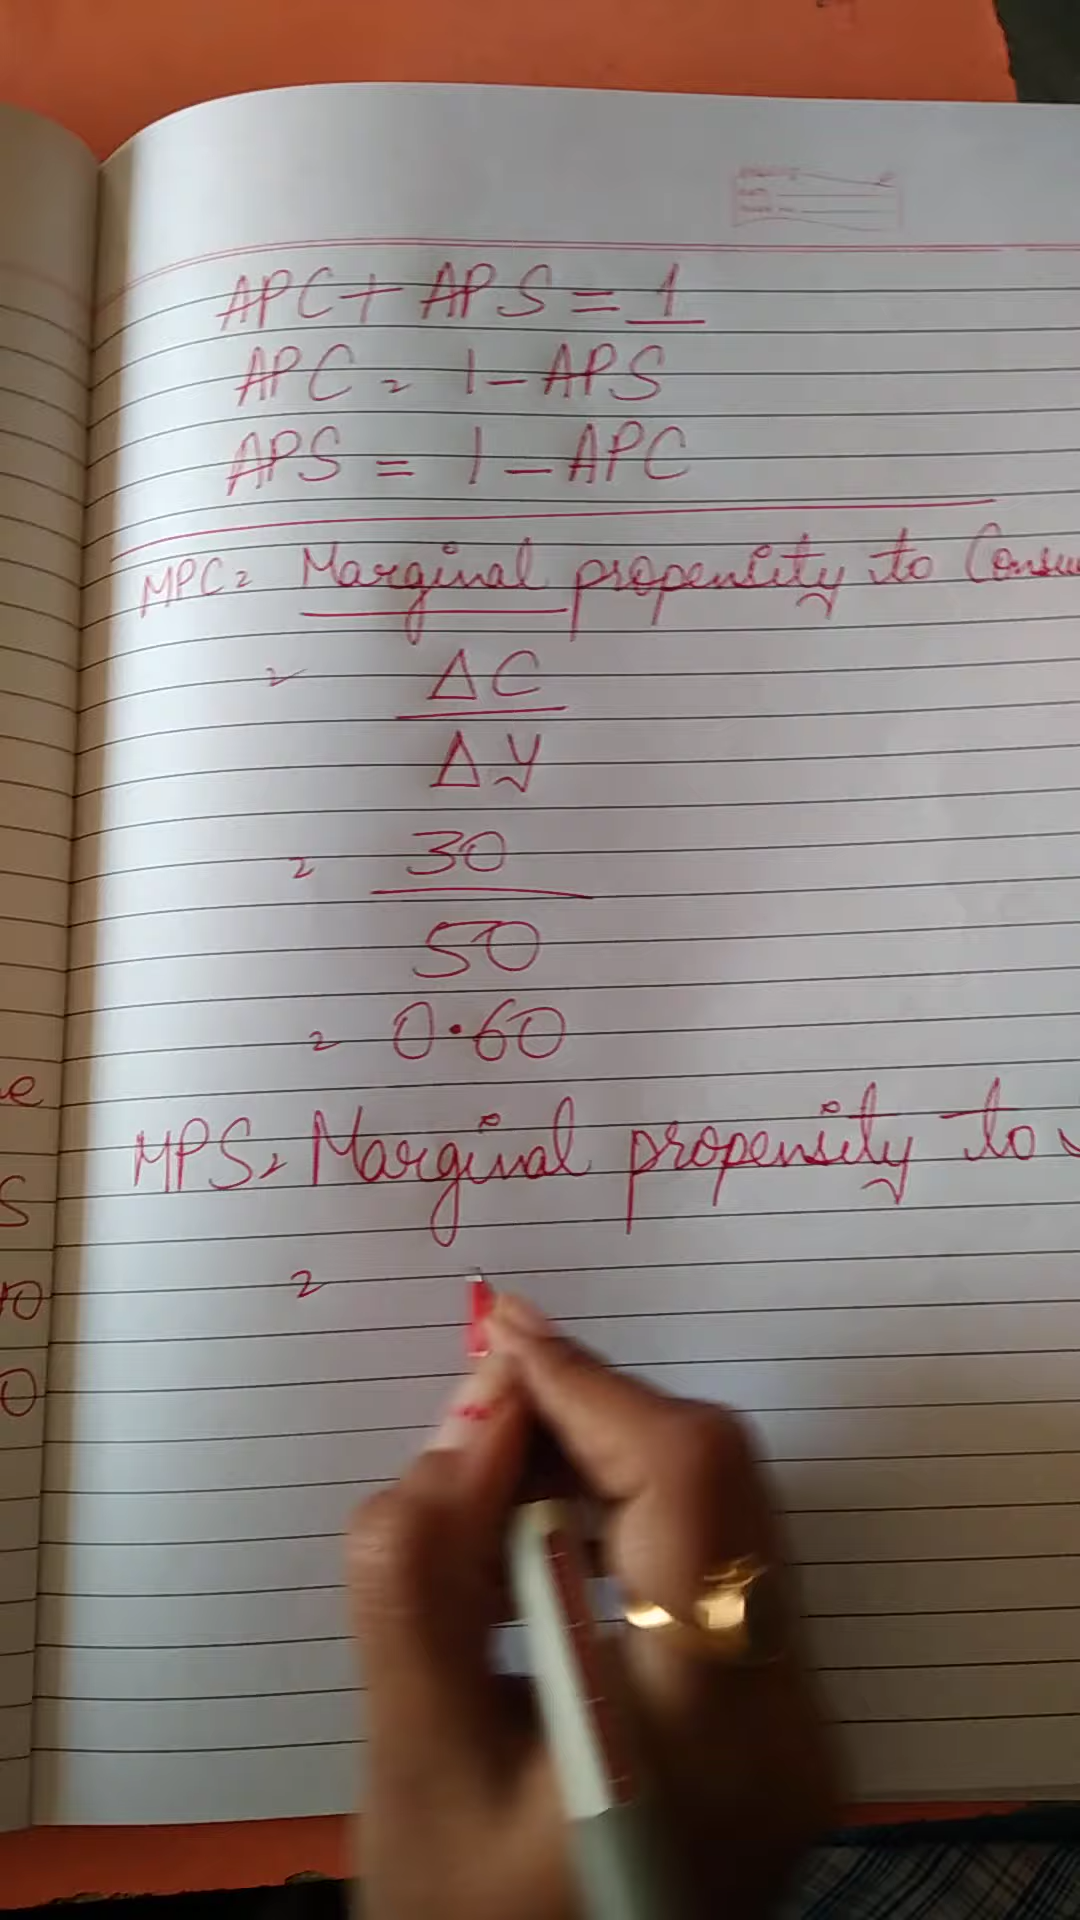 APC + APS = 1
APC = 1 - APS
APS = 1 - APC
MPC = Marginal propensity to
= ΔC
Δy
= 30
50
= 0.60
MPS = Marginal propensity to
=
e
S
0